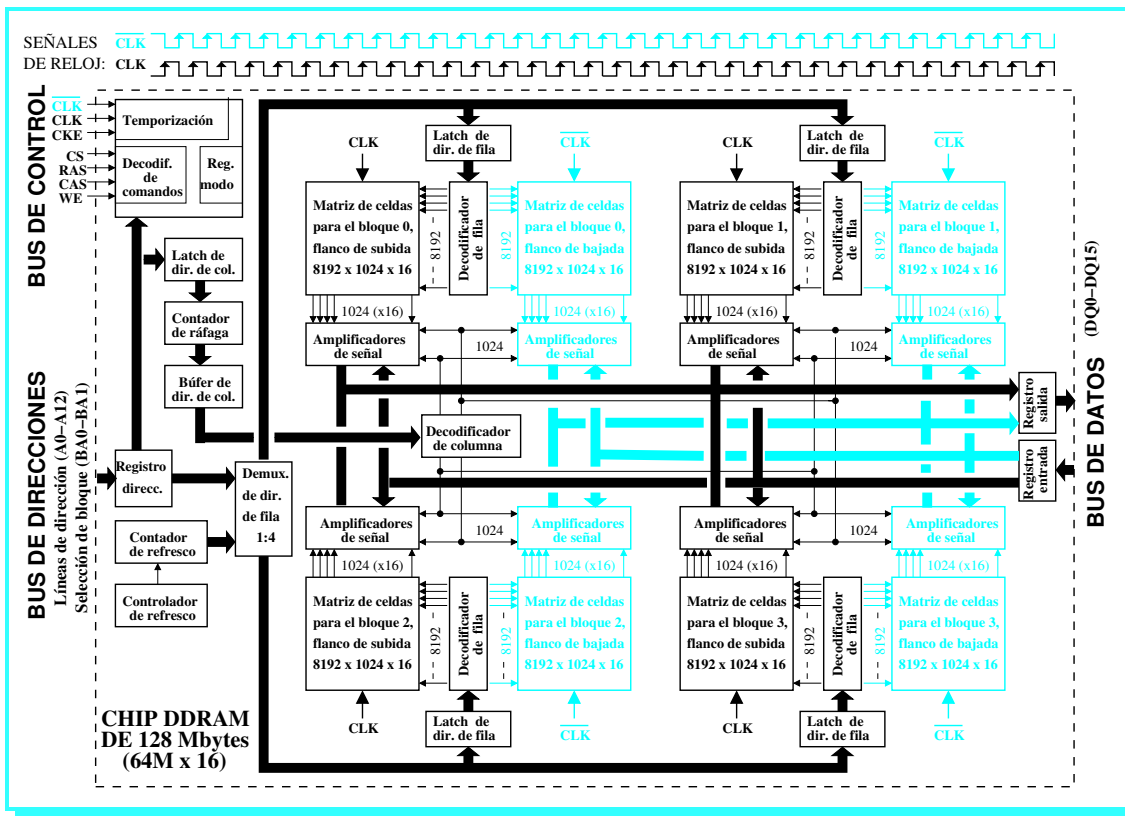 SEÑALES CLK
DE RELOJ: CLK
BUS DE CONTROL
CLK
CLK
CKE
CS
RAS
CAS
WE
Temporización
Decodif.
de
comandos
Reg.
modo
Latch de
dir. de col.
Contador
de ráfaga
Búfer de
dir. de col.
BUS DE DIRECCIONES
Líneas de dirección (A0–A12)
Selección de bloque (BA0–BA1)
Registro
direcc.
Demux.
de dir.
de fila
1:4
Contador
de refresco
Controlador
de refresco
CHIP DDRAM
DE 128 Mbytes
(64M x 16)
CLK
Latch de
dir. de fila
CLK
Matriz de celdas
para el bloque 0,
flanco de subida
8192 x 1024 x 16
8192
Decodificador
de fila
8192
Matriz de celdas
para el bloque 0,
flanco de bajada
8192 x 1024 x 16
1024 (x16)
1024 (x16)
Amplificadores
de señal
1024
Amplificadores
de señal
CLK
Latch de
dir. de fila
CLK
Matriz de celdas
para el bloque 1,
flanco de subida
8192 x 1024 x 16
8192
Decodificador
de fila
8192
Matriz de celdas
para el bloque 1,
flanco de bajada
8192 x 1024 x 16
1024 (x16)
1024 (x16)
Amplificadores
de señal
1024
Amplificadores
de señal
Decodificador
de columna
Registro
salida
Registro
entrada
BUS DE DATOS (DQ0–DQ15)
Amplificadores
de señal
1024
Amplificadores
de señal
1024 (x16)
1024 (x16)
Matriz de celdas
para el bloque 2,
flanco de subida
8192 x 1024 x 16
8192
Decodificador
de fila
8192
Matriz de celdas
para el bloque 2,
flanco de bajada
8192 x 1024 x 16
CLK
Latch de
dir. de fila
CLK
Amplificadores
de señal
1024
Amplificadores
de señal
1024 (x16)
1024 (x16)
Matriz de celdas
para el bloque 3,
flanco de subida
8192 x 1024 x 16
8192
Decodificador
de fila
8192
Matriz de celdas
para el bloque 3,
flanco de bajada
8192 x 1024 x 16
CLK
Latch de
dir. de fila
CLK